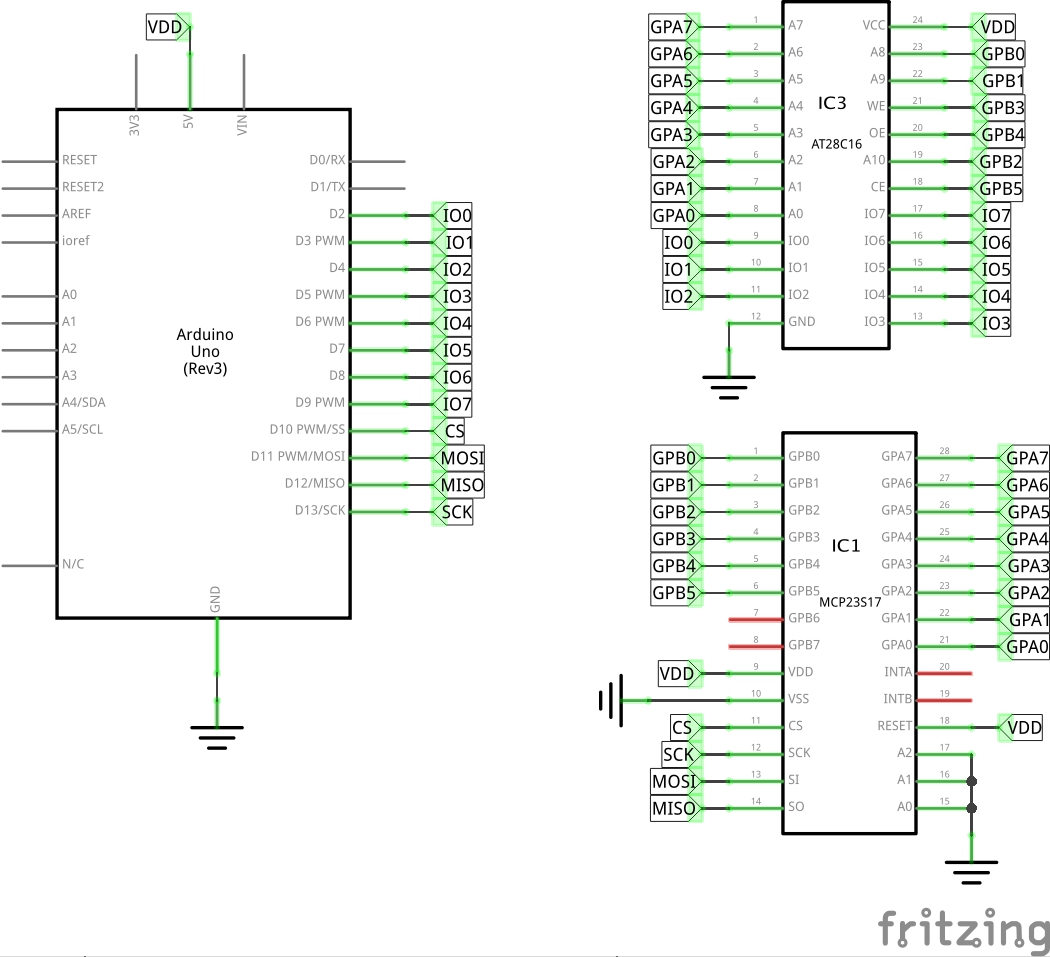 VDD
3V3
5V
VIN
RESET
RESET2
AREF
ioref
A0
A1
A2
A3
A4/SDA
A5/SCL
N/C
Arduino
Uno
(Rev3)
D0/RX
D1/TX
D2 IO0
D3 PWM IO1
D4 IO2
D5 PWM IO3
D6 PWM IO4
D7 IO5
D8 IO6
D9 PWM IO7
D10 PWM/SS CS
D11 PWM/MOSI MOSI
D12/MISO MISO
D13/SCK SCK
GND
GPA7 1 A7 VCC 24 VDD
GPA6 2 A6 A8 23 GPB0
GPA5 3 A5 A9 22 GPB1
GPA4 4 A4 WE 21 GPB3
GPA3 5 A3 OE 20 GPB4
GPA2 6 A2 A10 19 GPB2
GPA1 7 A1 CE 18 GPB5
GPA0 8 A0 IO7 17 IO7
IO0 9 IO0 IO6 16 IO6
IO1 10 IO1 IO5 15 IO5
IO2 11 IO2 IO4 14 IO4
12 GND IO3 13 IO3
IC3
AT28C16
GPB0 1 GPB0 GPA7 28 GPA7
GPB1 2 GPB1 GPA6 27 GPA6
GPB2 3 GPB2 GPA5 26 GPA5
GPB3 4 GPB3 GPA4 25 GPA4
GPB4 5 GPB4 GPA3 24 GPA3
GPB5 6 GPB5 GPA2 23 GPA2
7 GPB6 GPA1 22 GPA1
8 GPB7 GPA0 21 GPA0
VDD 9 VDD INTA 20
10 VSS INTB 19
CS 11 CS RESET 18 VDD
SCK 12 SCK A2 17
MOSI 13 SI A1 16
MISO 14 SO A0 15
IC1
MCP23S17
fritzing